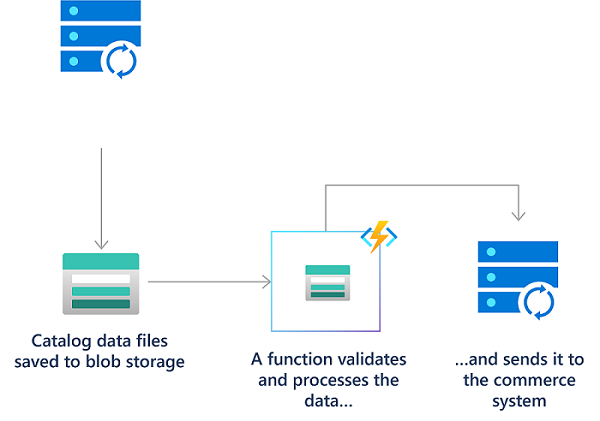 Catalog data files
saved to blob storage
A function validates
and processes the
data...
...and sends it to
the commerce
system